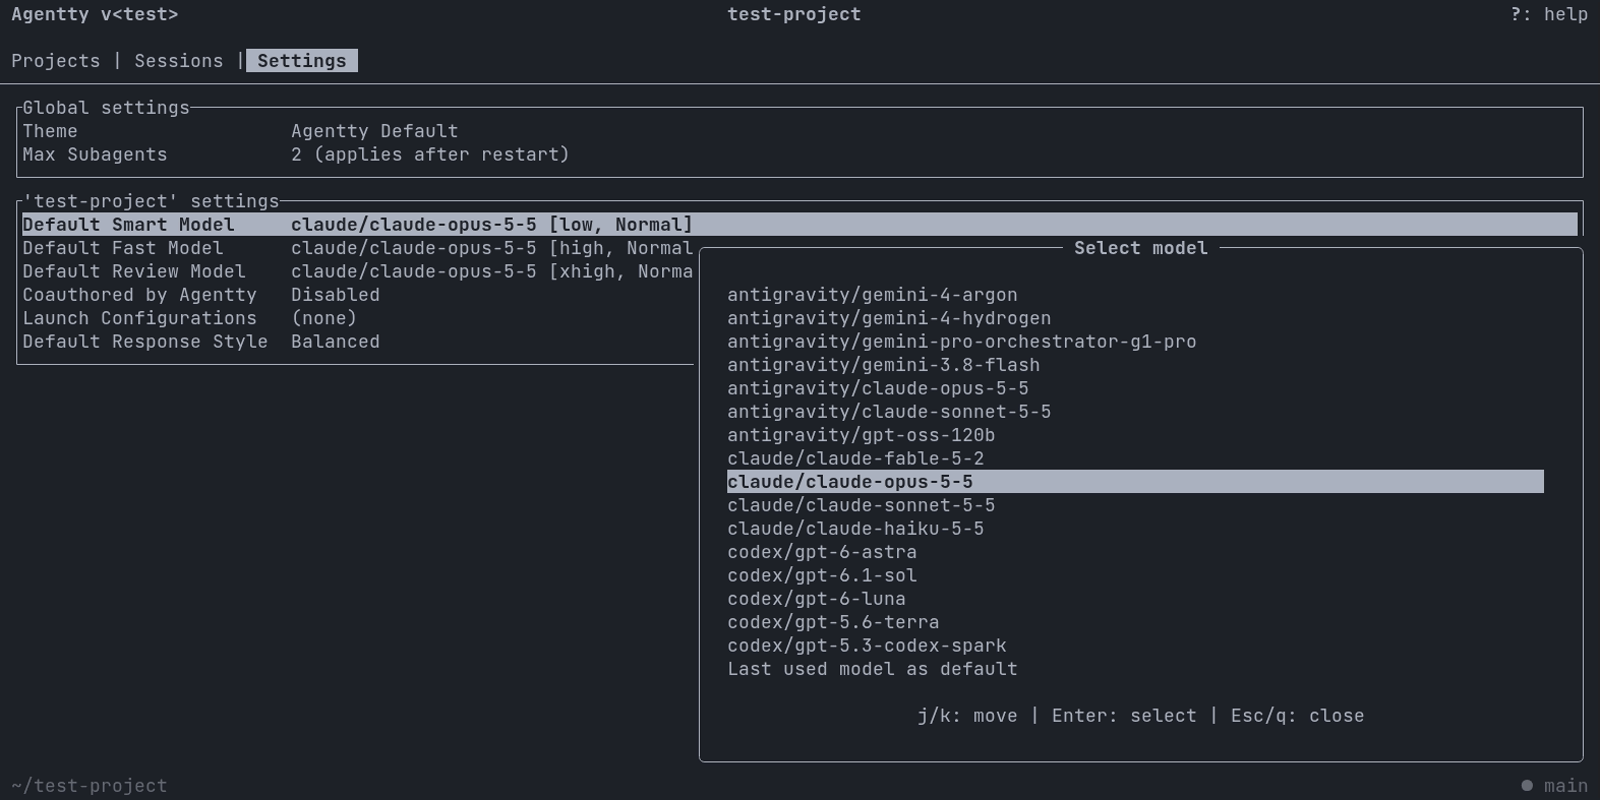 Agentty v<test> test-project ?: help
Projects | Sessions | Settings
Global settings
Theme Agentty Default
Max Subagents 2 (applies after restart)
'test-project' settings
Default Smart Model claude/claude-opus-5-5 [low, Normal]
Default Fast Model claude/claude-opus-5-5 [high, Normal
Default Review Model claude/claude-opus-5-5 [xhigh, Norma
Coauthored by Agentty Disabled
Launch Configurations (none)
Default Response Style Balanced
Select model
antigravity/gemini-4-argon
antigravity/gemini-4-hydrogen
antigravity/gemini-pro-orchestrator-g1-pro
antigravity/gemini-3.8-flash
antigravity/claude-opus-5-5
antigravity/claude-sonnet-5-5
antigravity/gpt-oss-120b
claude/claude-fable-5-2
claude/claude-opus-5-5
claude/claude-sonnet-5-5
claude/claude-haiku-5-5
codex/gpt-6-astra
codex/gpt-6.1-sol
codex/gpt-6-luna
codex/gpt-5.6-terra
codex/gpt-5.3-codex-spark
Last used model as default
j/k: move | Enter: select | Esc/q: close
~/test-project ● main